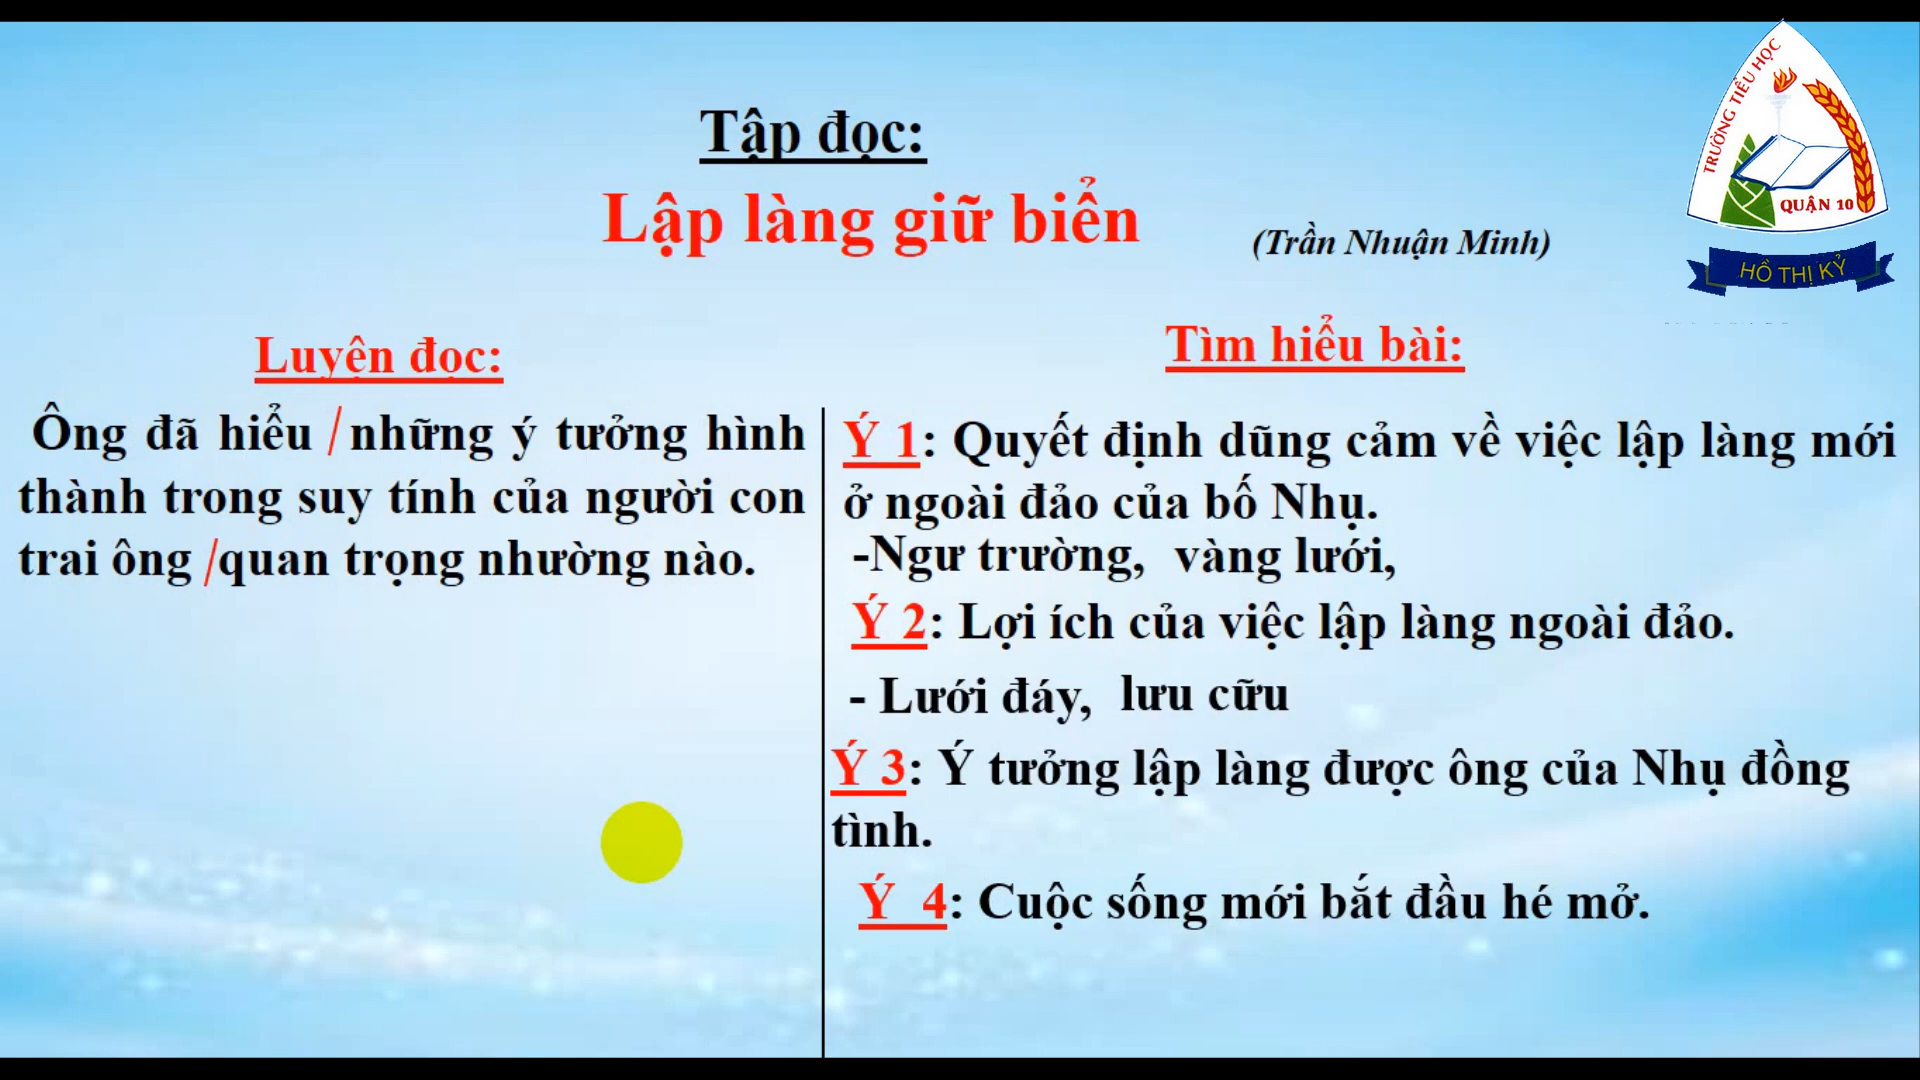 TRƯỜNG TIỂU HỌC
QUẬN 10
HỒ THỊ KỶ
Tập đọc:
Lập làng giữ biển
(Trần Nhuận Minh)
Luyện đọc:
Ông đã hiểu / những ý tưởng hình
thành trong suy tính của người con
trai ông /quan trọng nhường nào.
Tìm hiểu bài:
Ý 1: Quyết định dũng cảm về việc lập làng mới
ở ngoài đảo của bố Nhụ.
-Ngư trường, vàng lưới,
Ý 2: Lợi ích của việc lập làng ngoài đảo.
- Lưới đáy, lưu cữu
Ý 3: Ý tưởng lập làng được ông của Nhụ đồng
tình.
Ý 4: Cuộc sống mới bắt đầu hé mở.